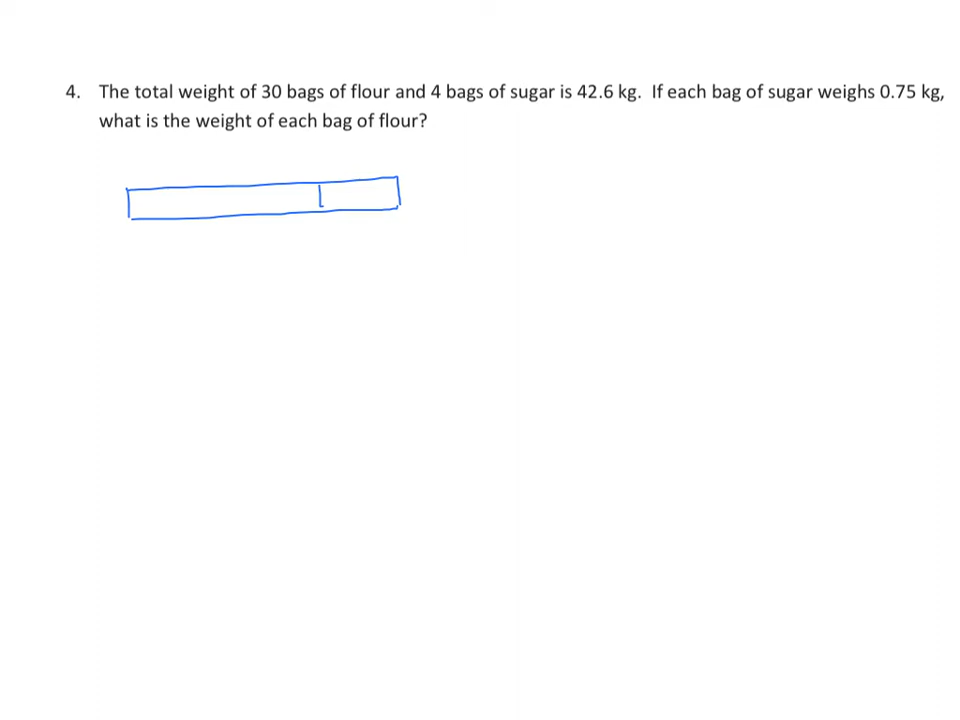 4. The total weight of 30 bags of flour and 4 bags of sugar is 42.6 kg. If each bag of sugar weighs 0.75 kg,
what is the weight of each bag of flour?